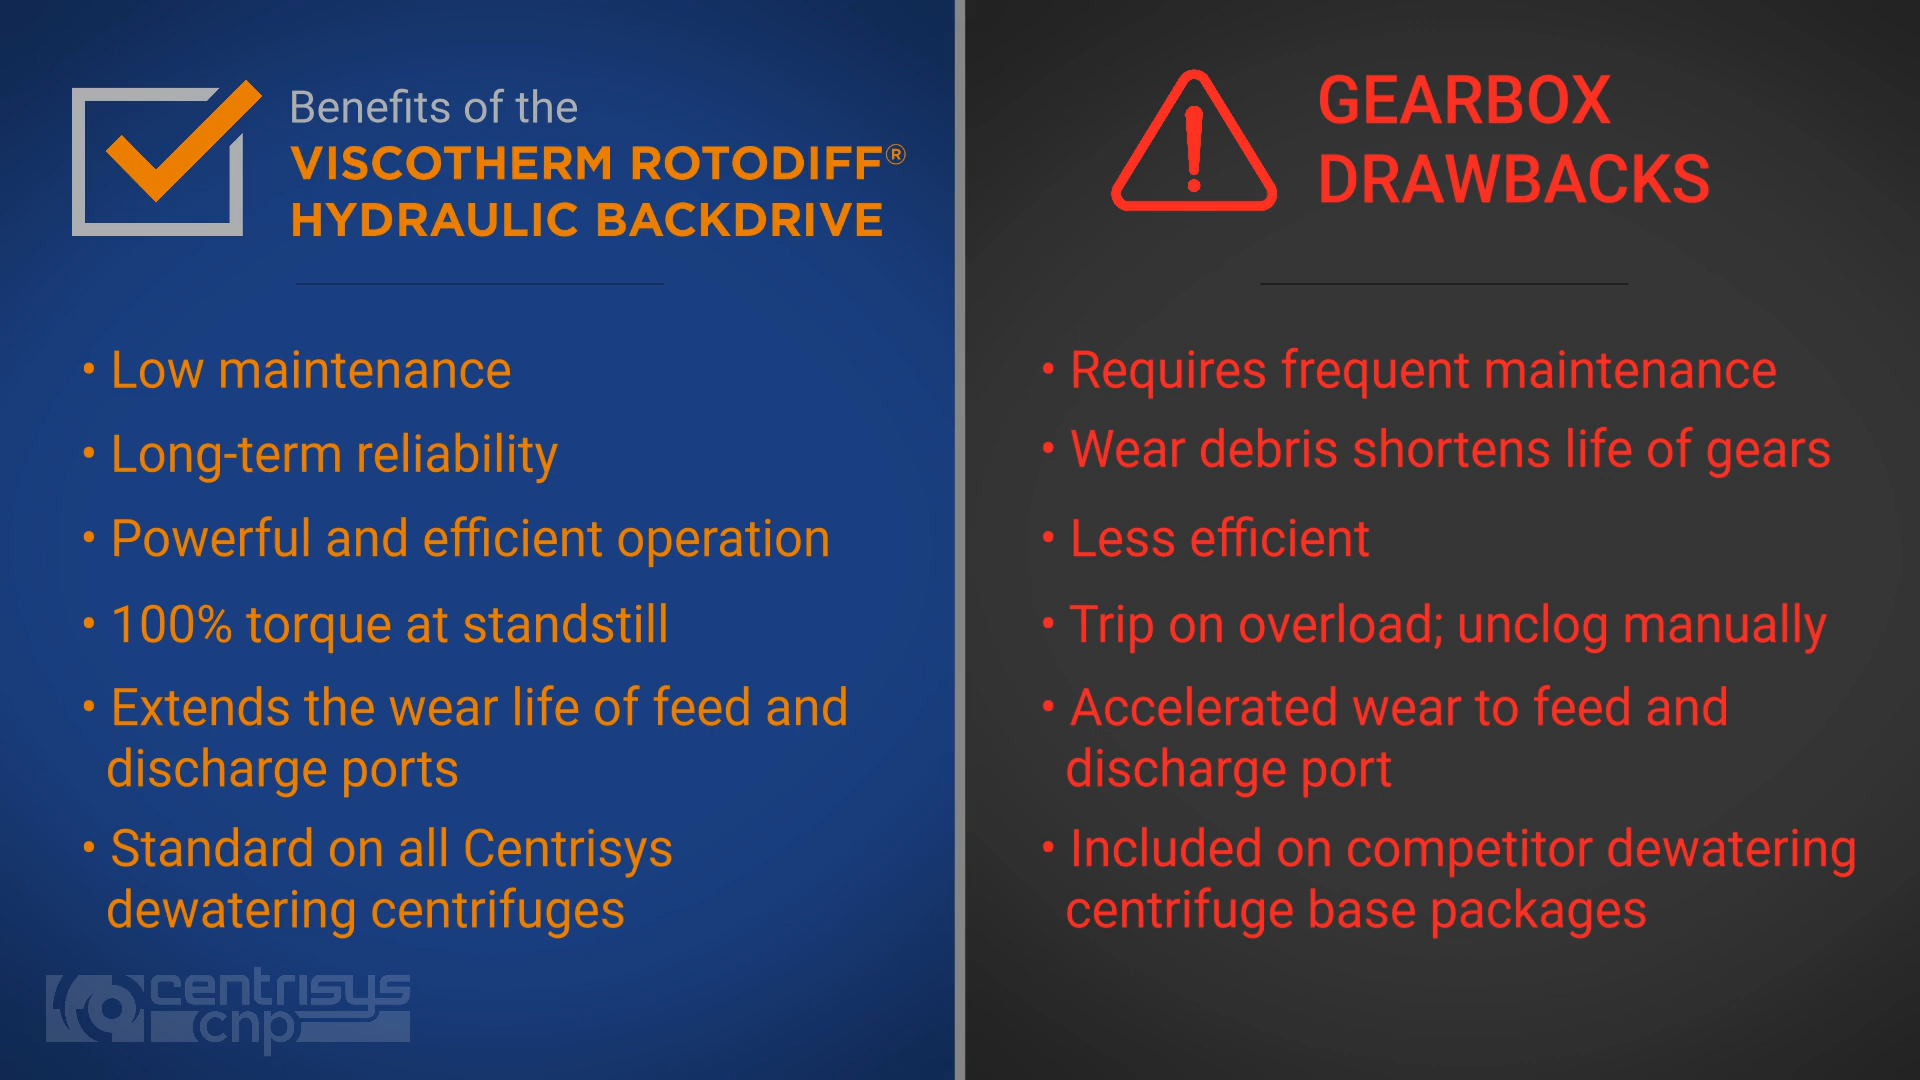 Benefits of the
VISCOTHERM ROTODIFF®
HYDRAULIC BACKDRIVE
• Low maintenance
• Long-term reliability
• Powerful and efficient operation
• 100% torque at standstill
• Extends the wear life of feed and
discharge ports
• Standard on all Centrisys
dewatering centrifuges
centrisys
cnp
GEARBOX
DRAWBACKS
• Requires frequent maintenance
• Wear debris shortens life of gears
• Less efficient
• Trip on overload; unclog manually
• Accelerated wear to feed and
discharge port
• Included on competitor dewatering
centrifuge base packages